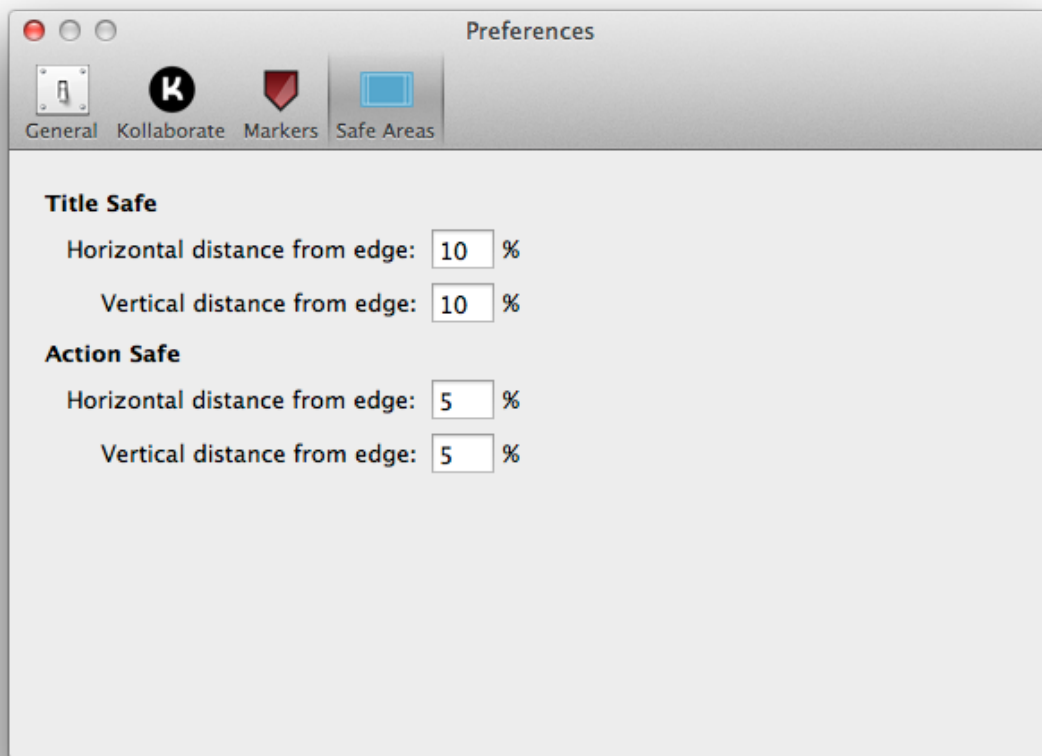 Preferences
General Kollaborate Markers Safe Areas
Title Safe
Horizontal distance from edge: 10 %
Vertical distance from edge: 10 %
Action Safe
Horizontal distance from edge: 5 %
Vertical distance from edge: 5 %